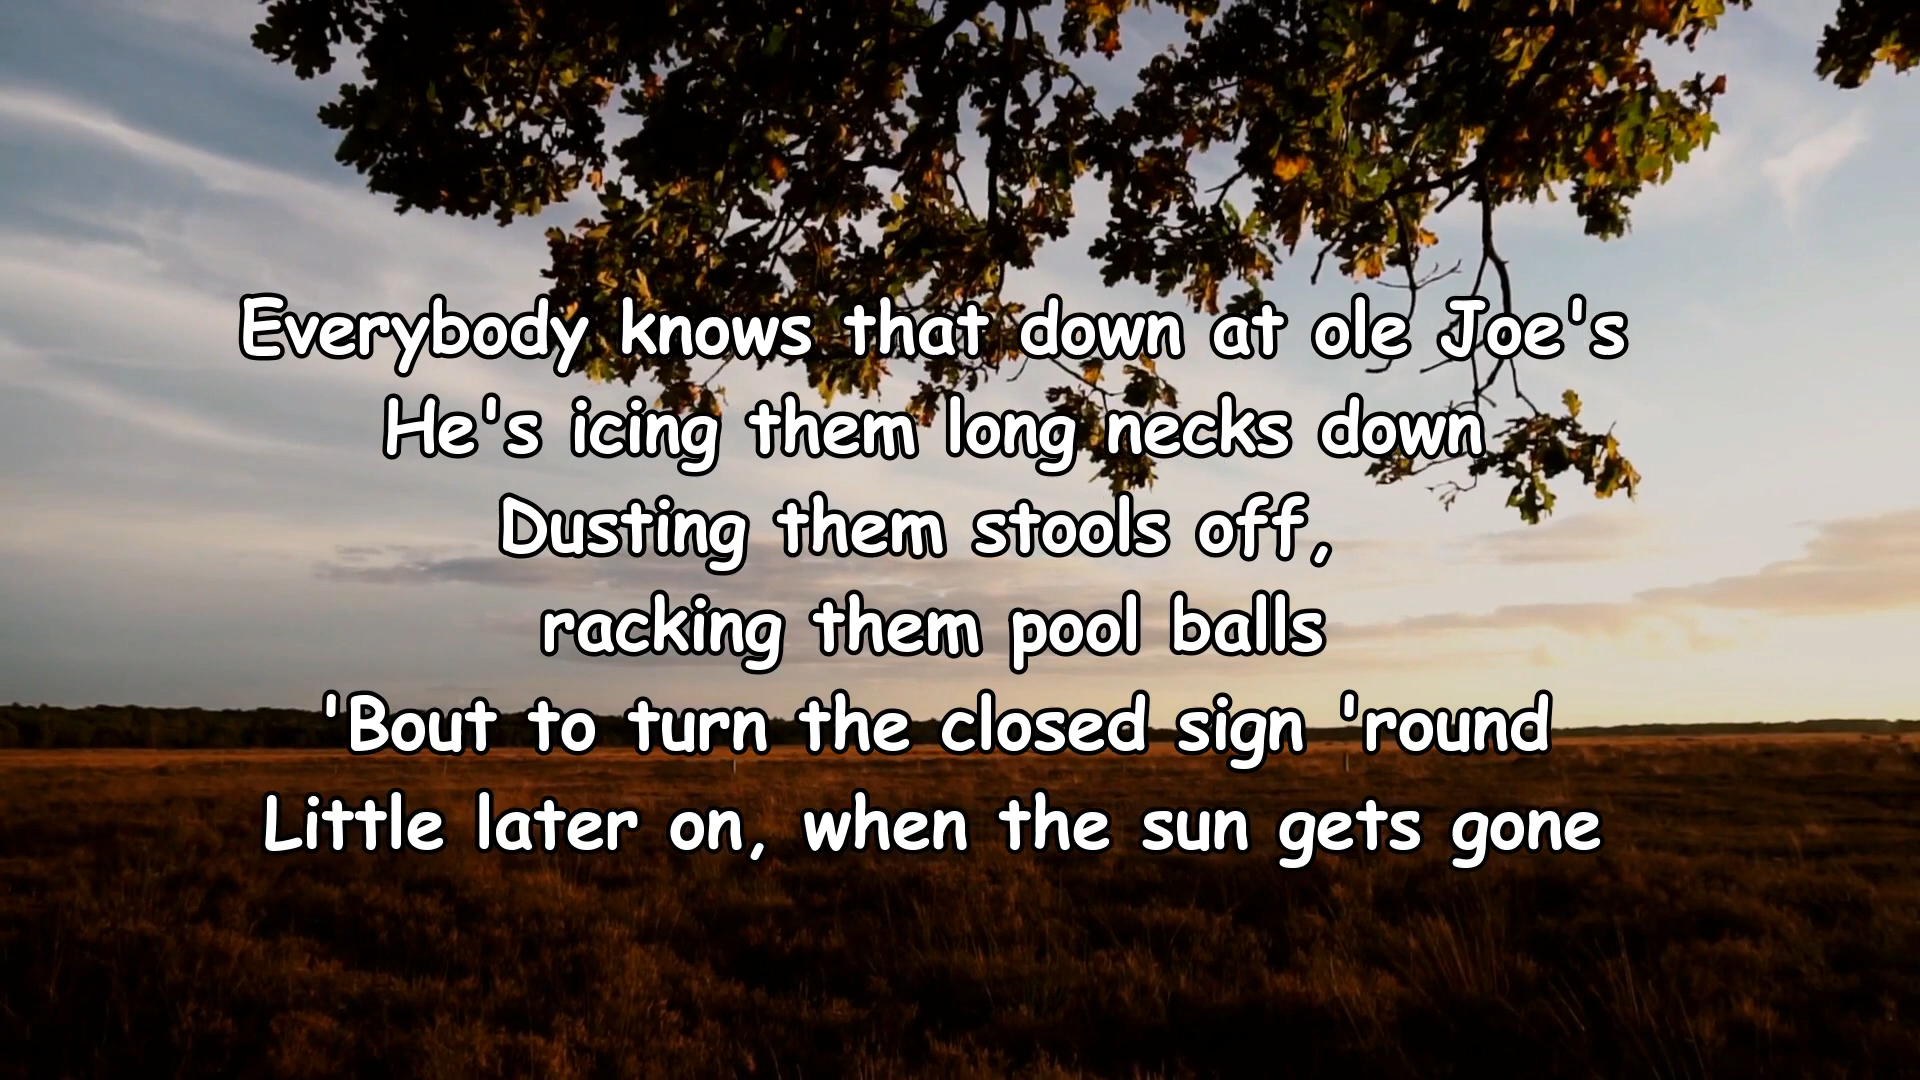 Everybody knows that down at ole Joe's
He's icing them long necks down
Dusting them stools off,
racking them pool balls
'Bout to turn the closed sign 'round
Little later on, when the sun gets gone